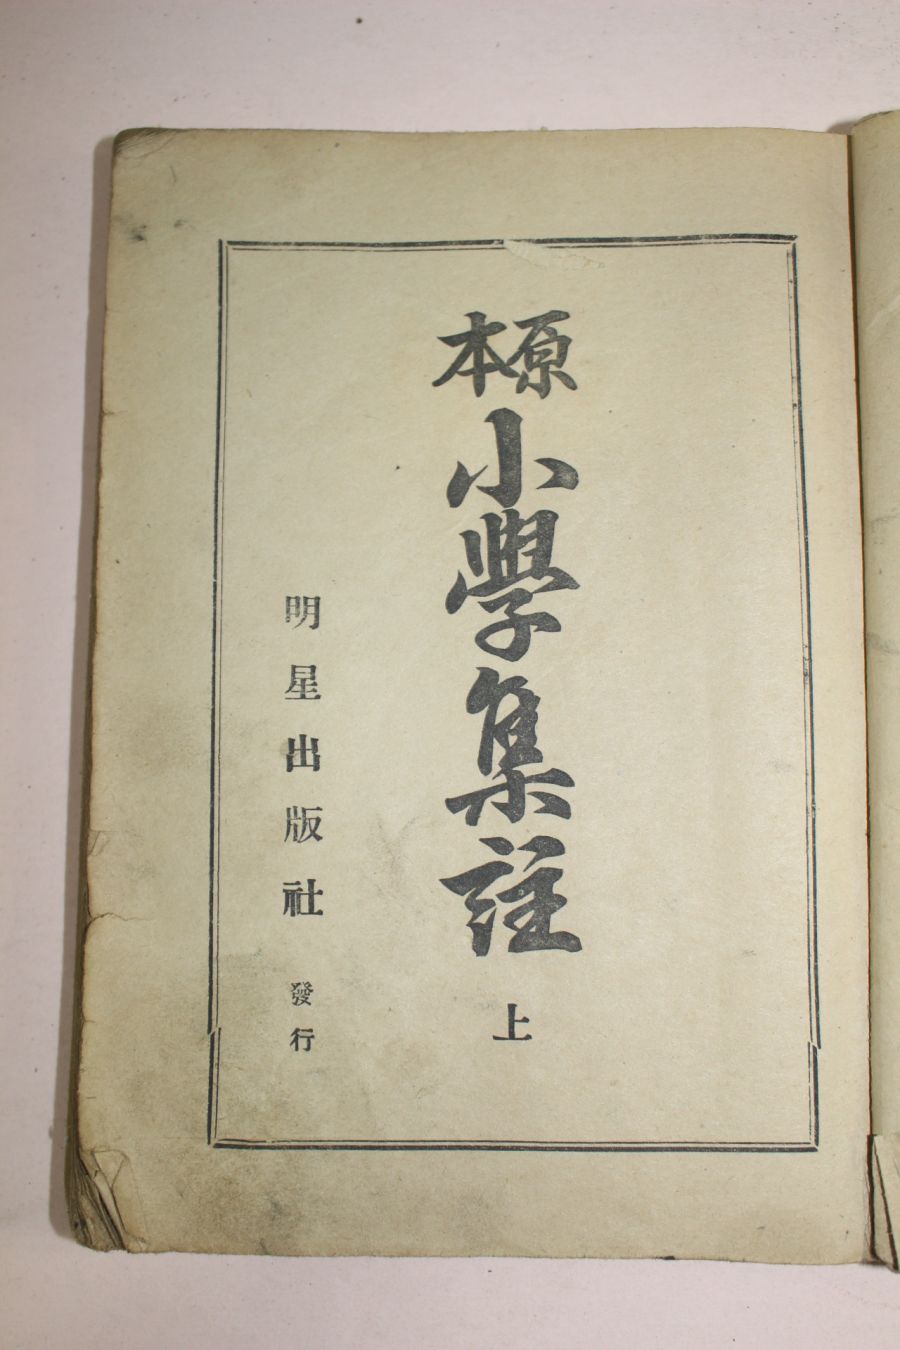 原本
小學集註
上
明星出版社 發行